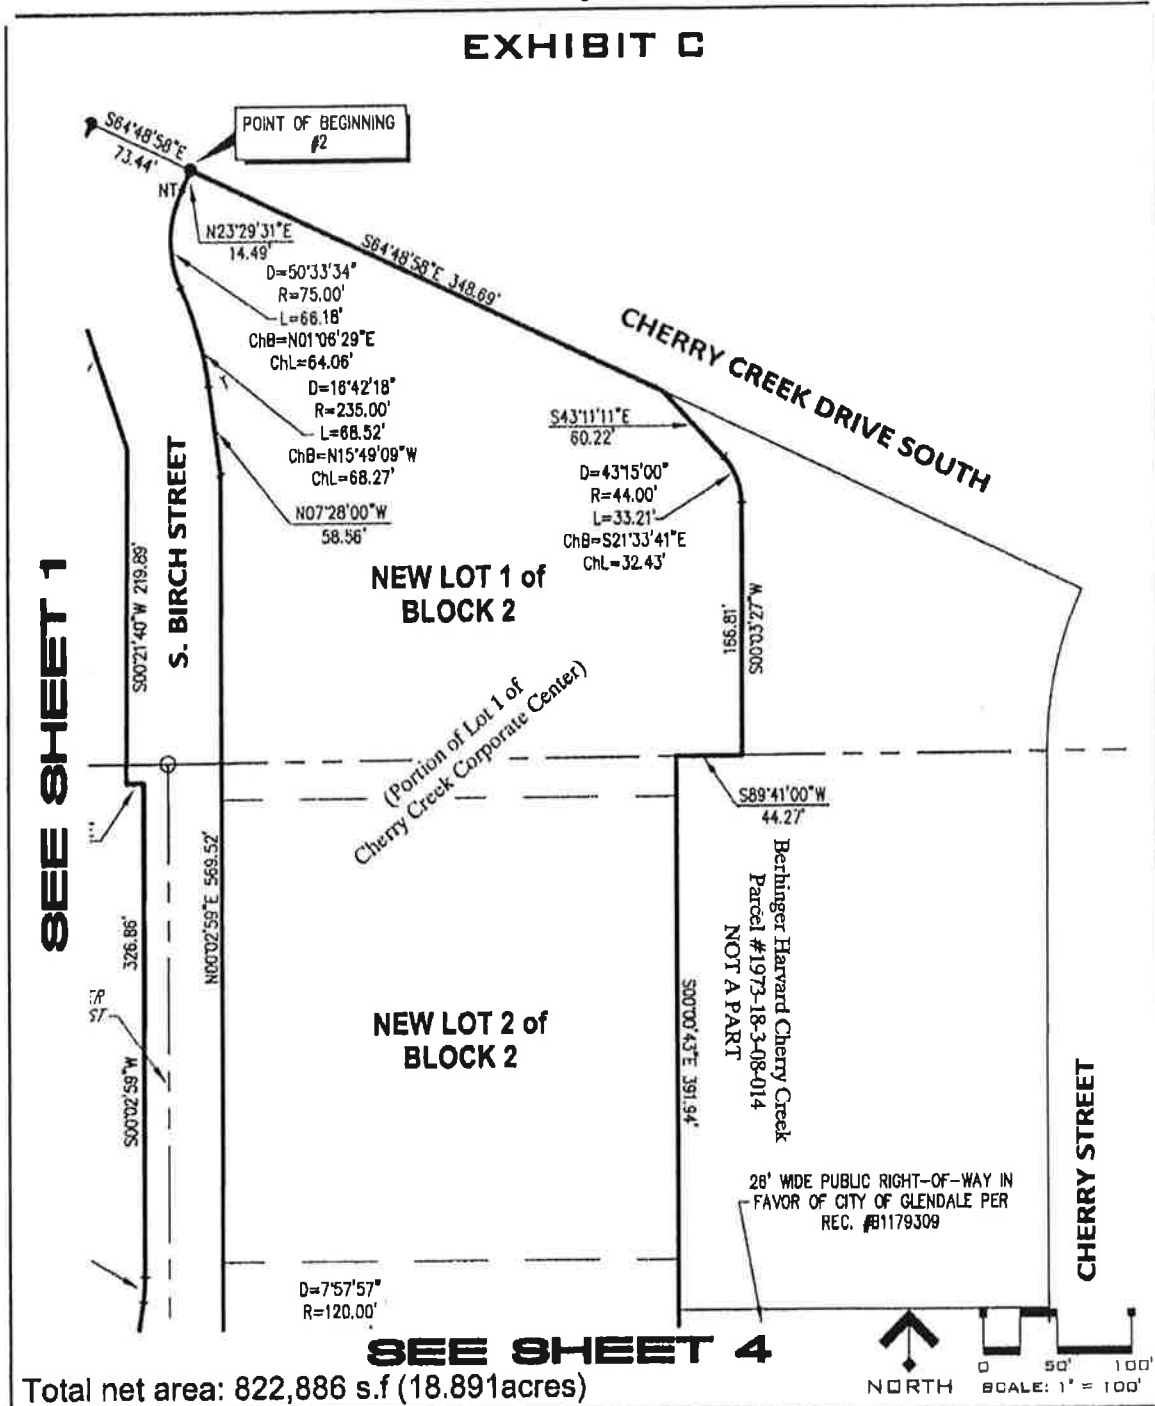 EXHIBIT C
S64°48'58"E
73.44'
POINT OF BEGINNING
#2
NT
N23°29'31"E
14.49'
S64°48'58"E 348.69'
D=50°33'34"
R=75.00'
L=66.18'
ChB=N01°06'29"E
ChL=64.06'
CHERRY CREEK DRIVE SOUTH
D=16°42'18"
R=235.00'
L=68.52'
ChB=N15°49'09"W
ChL=68.27'
S43°11'11"E
60.22'
D=43°15'00"
R=44.00'
L=33.21'
ChB=S21°33'41"E
ChL=32.43'
N07°28'00"W
58.56'
SEE SHEET 1
S00°21'40"W 219.89'
S. BIRCH STREET
NEW LOT 1 of
BLOCK 2
S00°03'27"W
166.81'
(Portion of Lot 1 of
Cherry Creek Corporate Center)
S89°41'00"W
44.27'
N00°02'59"E 569.52'
326.86'
S00°02'59"W
ER
ST
NEW LOT 2 of
BLOCK 2
S00°00'43"E 391.94'
Berhinger Harvard Cherry Creek
Parcel #1973-18-3-08-014
NOT A PART
CHERRY STREET
26' WIDE PUBLIC RIGHT-OF-WAY IN
FAVOR OF CITY OF GLENDALE PER
REC. #B1179309
D=7°57'57"
R=120.00'
SEE SHEET 4
NORTH
0 50' 100'
SCALE: 1" = 100'
Total net area: 822,886 s.f (18.891acres)